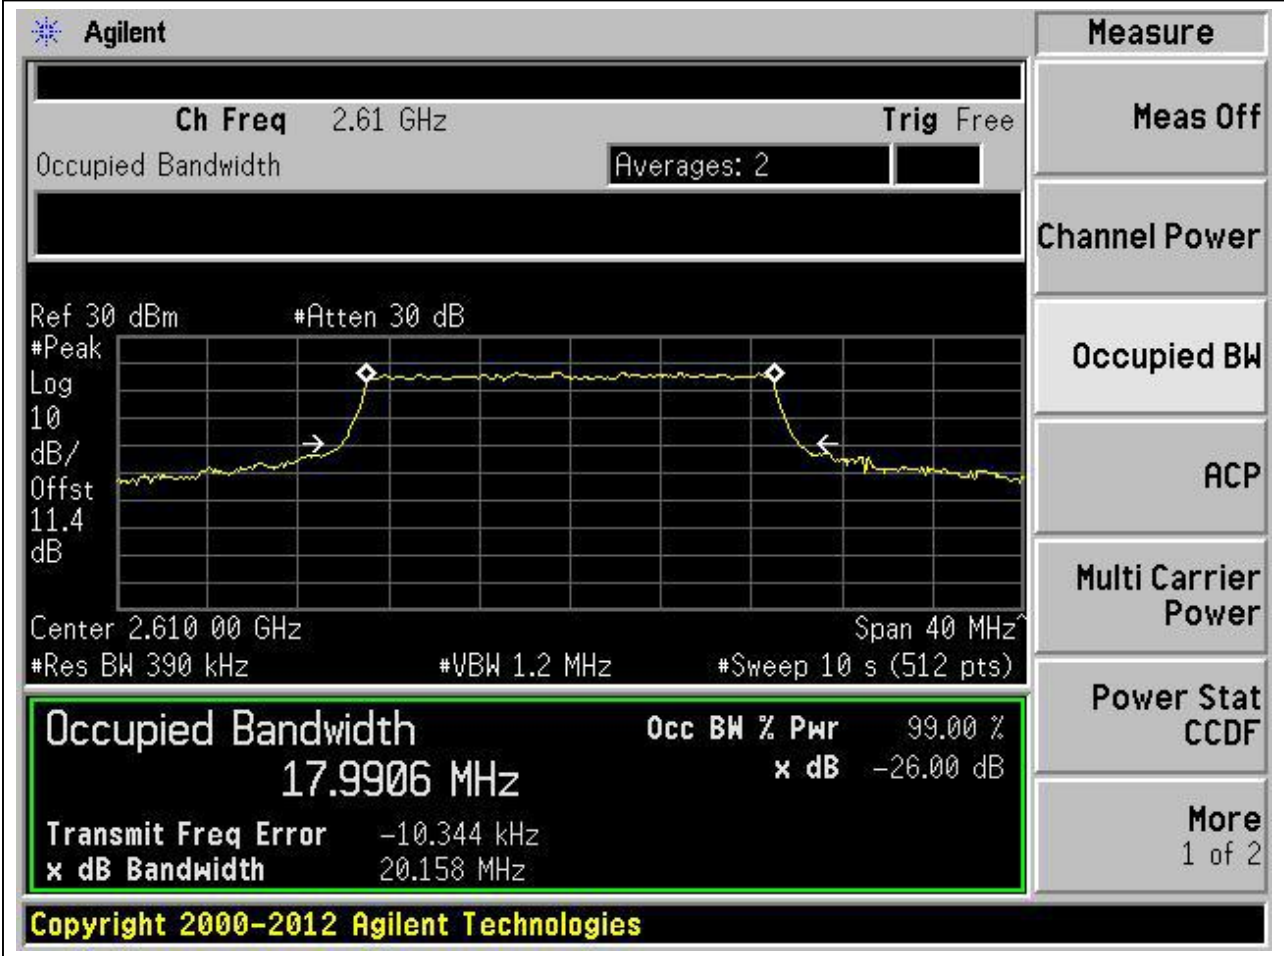 Agilent
Measure
Ch Freq 2.61 GHz Trig Free
Occupied Bandwidth Averages: 2
Meas Off
Channel Power
Occupied BW
ACP
Multi Carrier
Power
Power Stat
CCDF
More
1 of 2
Ref 30 dBm #Atten 30 dB
#Peak
Log
10
dB/
Offst
11.4
dB
Center 2.610 00 GHz Span 40 MHz^
#Res BW 390 kHz #VBW 1.2 MHz #Sweep 10 s (512 pts)
Occupied Bandwidth Occ BW % Pwr 99.00 %
17.9906 MHz x dB -26.00 dB
Transmit Freq Error -10.344 kHz
x dB Bandwidth 20.158 MHz
Copyright 2000-2012 Agilent Technologies